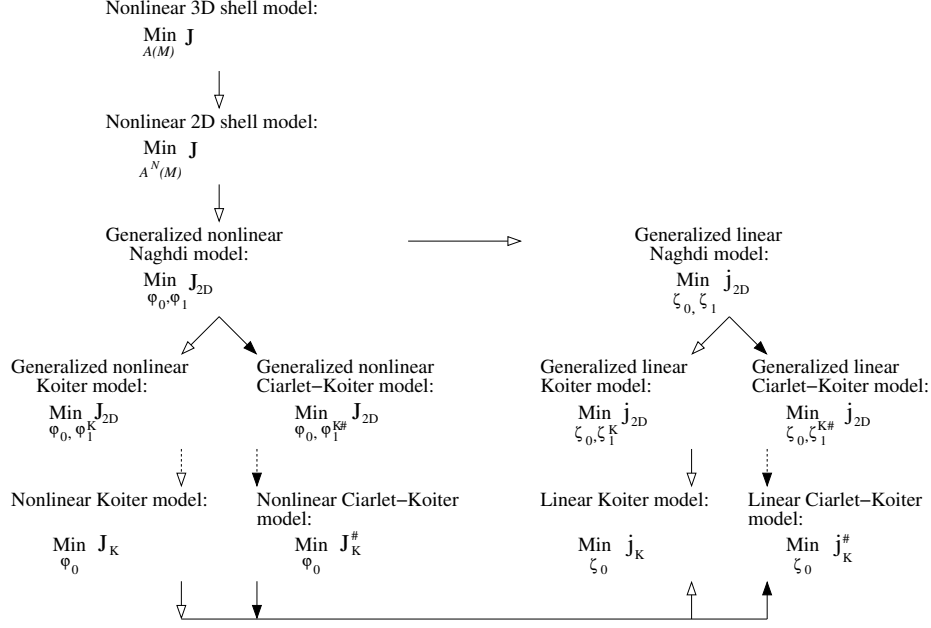 Nonlinear 3D shell model:
Min J
A(M)
Nonlinear 2D shell model:
Min J
A^N(M)
Generalized nonlinear
Naghdi model:
Min J_2D
φ_0,φ_1
Generalized linear
Naghdi model:
Min j_2D
ζ_0, ζ_1
Generalized nonlinear
Koiter model:
Min J_2D
φ_0, φ_1^K
Generalized nonlinear
Ciarlet−Koiter model:
Min J_2D
φ_0, φ_1^K#
Generalized linear
Koiter model:
Min j_2D
ζ_0,ζ_1^K
Generalized linear
Ciarlet−Koiter model:
Min j_2D
ζ_0,ζ_1^K#
Nonlinear Koiter model:
Min J_K
φ_0
Nonlinear Ciarlet−Koiter
model:
Min J_K^#
φ_0
Linear Koiter model:
Min j_K
ζ_0
Linear Ciarlet−Koiter
model:
Min j_K^#
ζ_0